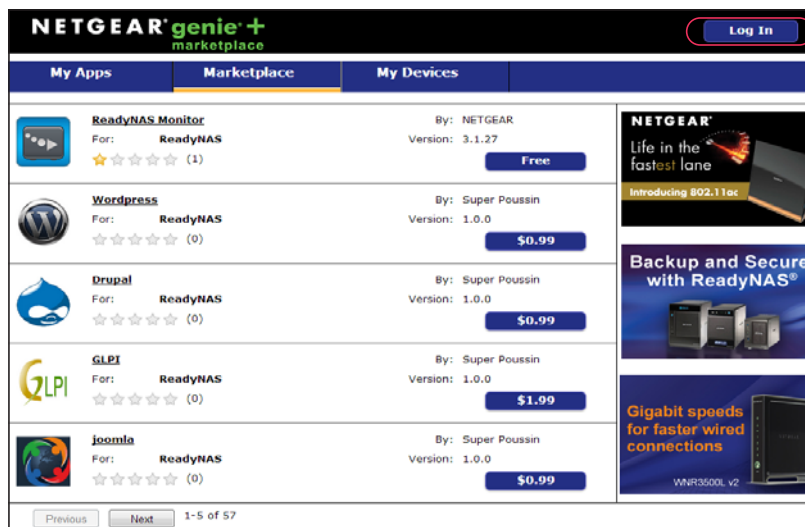 NETGEAR® genie®+
marketplace
Log In
My Apps Marketplace My Devices
ReadyNAS Monitor By: NETGEAR
For: ReadyNAS Version: 3.1.27
(1) Free
Wordpress By: Super Poussin
For: ReadyNAS Version: 1.0.0
(0) $0.99
Drupal By: Super Poussin
For: ReadyNAS Version: 1.0.0
(0) $0.99
GLPI By: Super Poussin
For: ReadyNAS Version: 1.0.0
(0) $1.99
GLPI
joomla By: Super Poussin
For: ReadyNAS Version: 1.0.0
(0) $0.99
Previous Next 1-5 of 57
NETGEAR®
Life in the
fastest lane
Introducing 802.11ac
Backup and Secure
with ReadyNAS®
Gigabit speeds
for faster wired
connections
WNR3500L v2